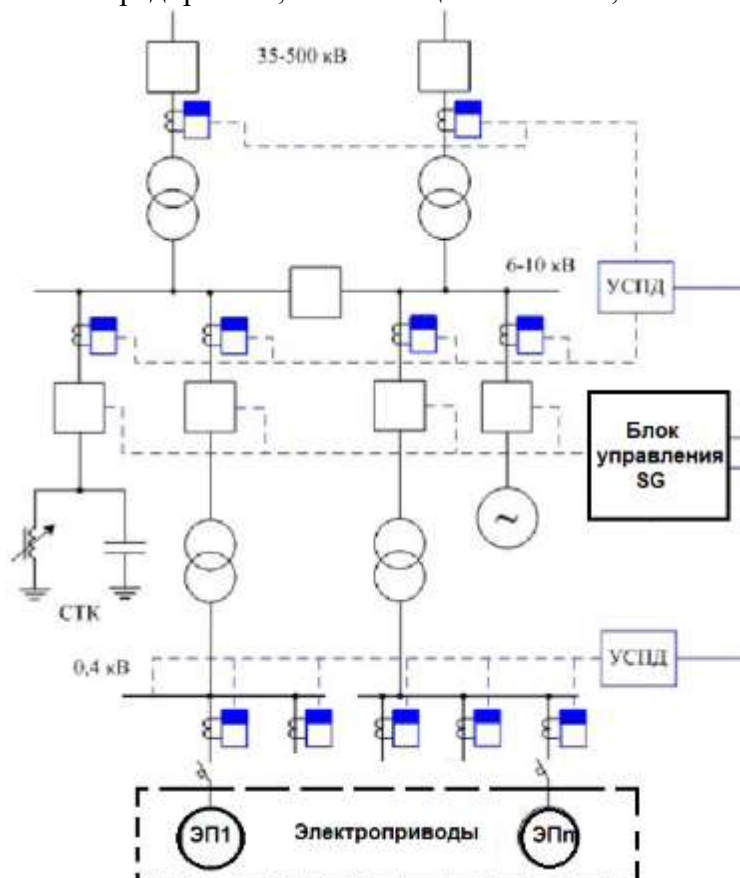 35-500 кВ
6-10 кВ
УСПД
Блок
управления
SG
~
СТК
0,4 кВ
УСПД
ЭП1
Электроприводы
ЭПn